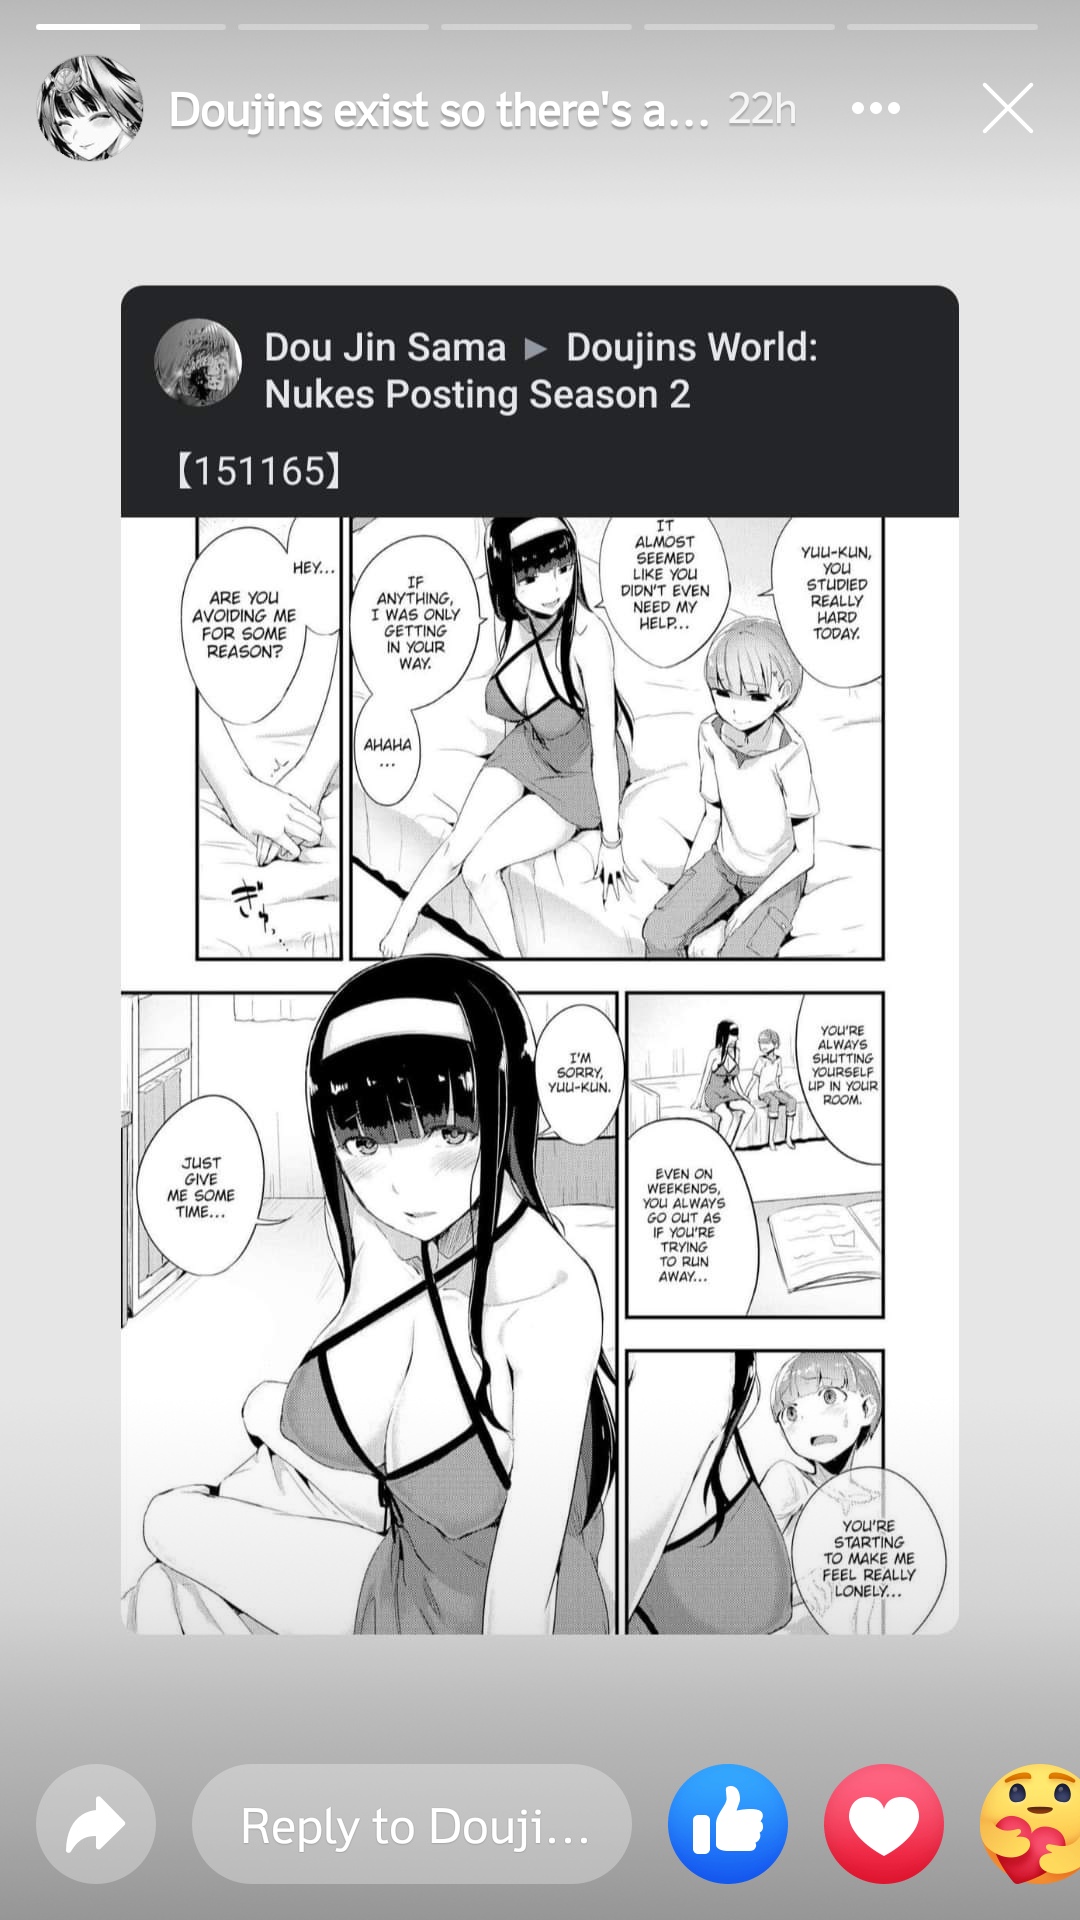 Doujins exist so there's a... 22h
Dou Jin Sama ▶ Doujins World:
Nukes Posting Season 2
【151165】
YUU-KUN,
YOU
STUDIED
REALLY
HARD
TODAY.
IT
ALMOST
SEEMED
LIKE YOU
DIDN'T EVEN
NEED MY
HELP...
IF
ANYTHING,
I WAS ONLY
GETTING
IN YOUR
WAY.
AHAHA
...
HEY...
ARE YOU
AVOIDING ME
FOR SOME
REASON?
ぎゅ...
YOU'RE
ALWAYS
SHUTTING
YOURSELF
UP IN YOUR
ROOM.
EVEN ON
WEEKENDS,
YOU ALWAYS
GO OUT AS
IF YOU'RE
TRYING
TO RUN
AWAY...
YOU'RE
STARTING
TO MAKE ME
FEEL REALLY
LONELY...
I'M
SORRY,
YUU-KUN.
JUST
GIVE
ME SOME
TIME...
Reply to Douji...